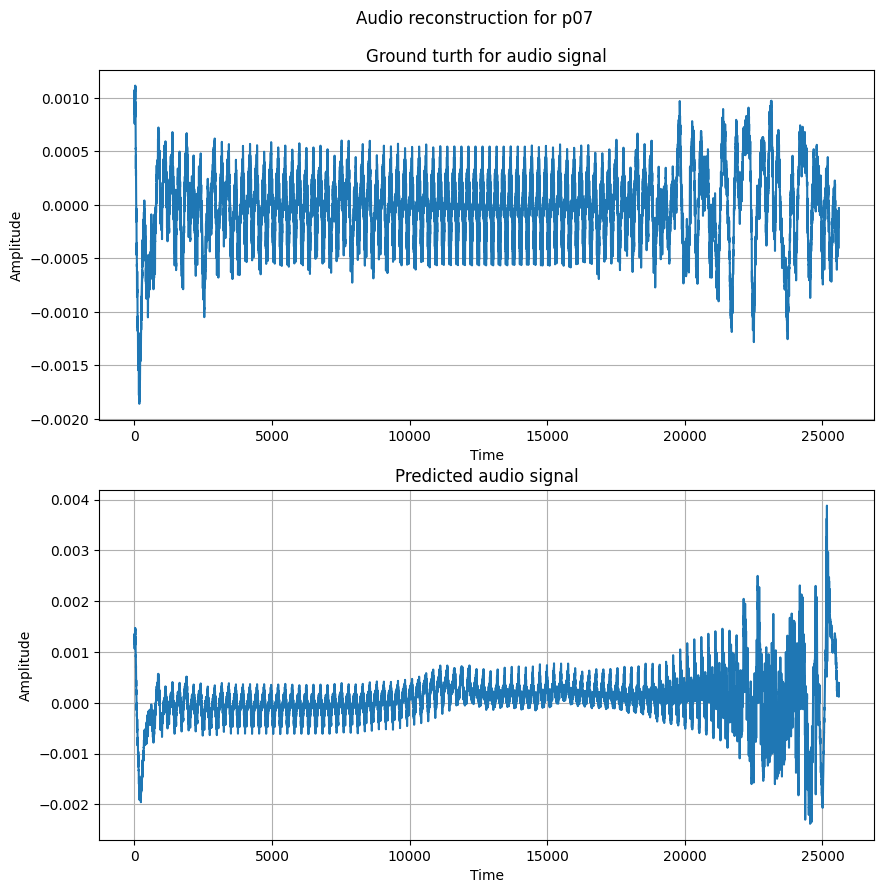 Audio reconstruction for p07
Ground turth for audio signal
Amplitude
0.0010
0.0005
0.0000
−0.0005
−0.0010
−0.0015
−0.0020
0 5000 10000 15000 20000 25000
Time
Predicted audio signal
Amplitude
0.004
0.003
0.002
0.001
0.000
−0.001
−0.002
0 5000 10000 15000 20000 25000
Time